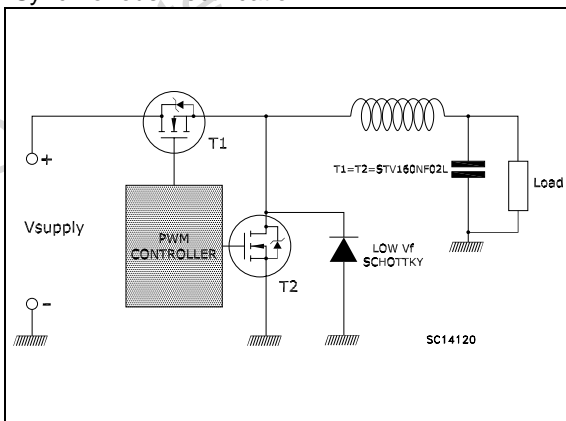 T1
T1=T2=STV160NF02L
+
Load
Vsupply
PWM
CONTROLLER
LOW Vf
SCHOTTKY
T2
-
SC14120